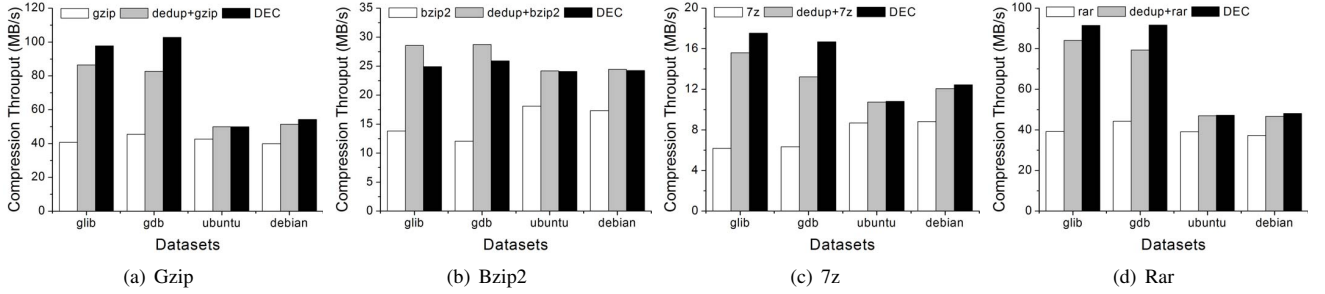 gzip dedup+gzip DEC
Compression Throuput (MB/s)
120
100
80
60
40
20
0
glib gdb ubuntu debian
Datasets
(a) Gzip
bzip2 dedup+bzip2 DEC
Compression Throuput (MB/s)
35
30
25
20
15
10
5
0
glib gdb ubuntu debian
Datasets
(b) Bzip2
7z dedup+7z DEC
Compression Throuput (MB/s)
20
16
12
8
4
0
glib gdb ubuntu debian
Datasets
(c) 7z
rar dedup+rar DEC
Compression Throuput (MB/s)
100
80
60
40
20
0
glib gdb ubuntu debian
Datasets
(d) Rar